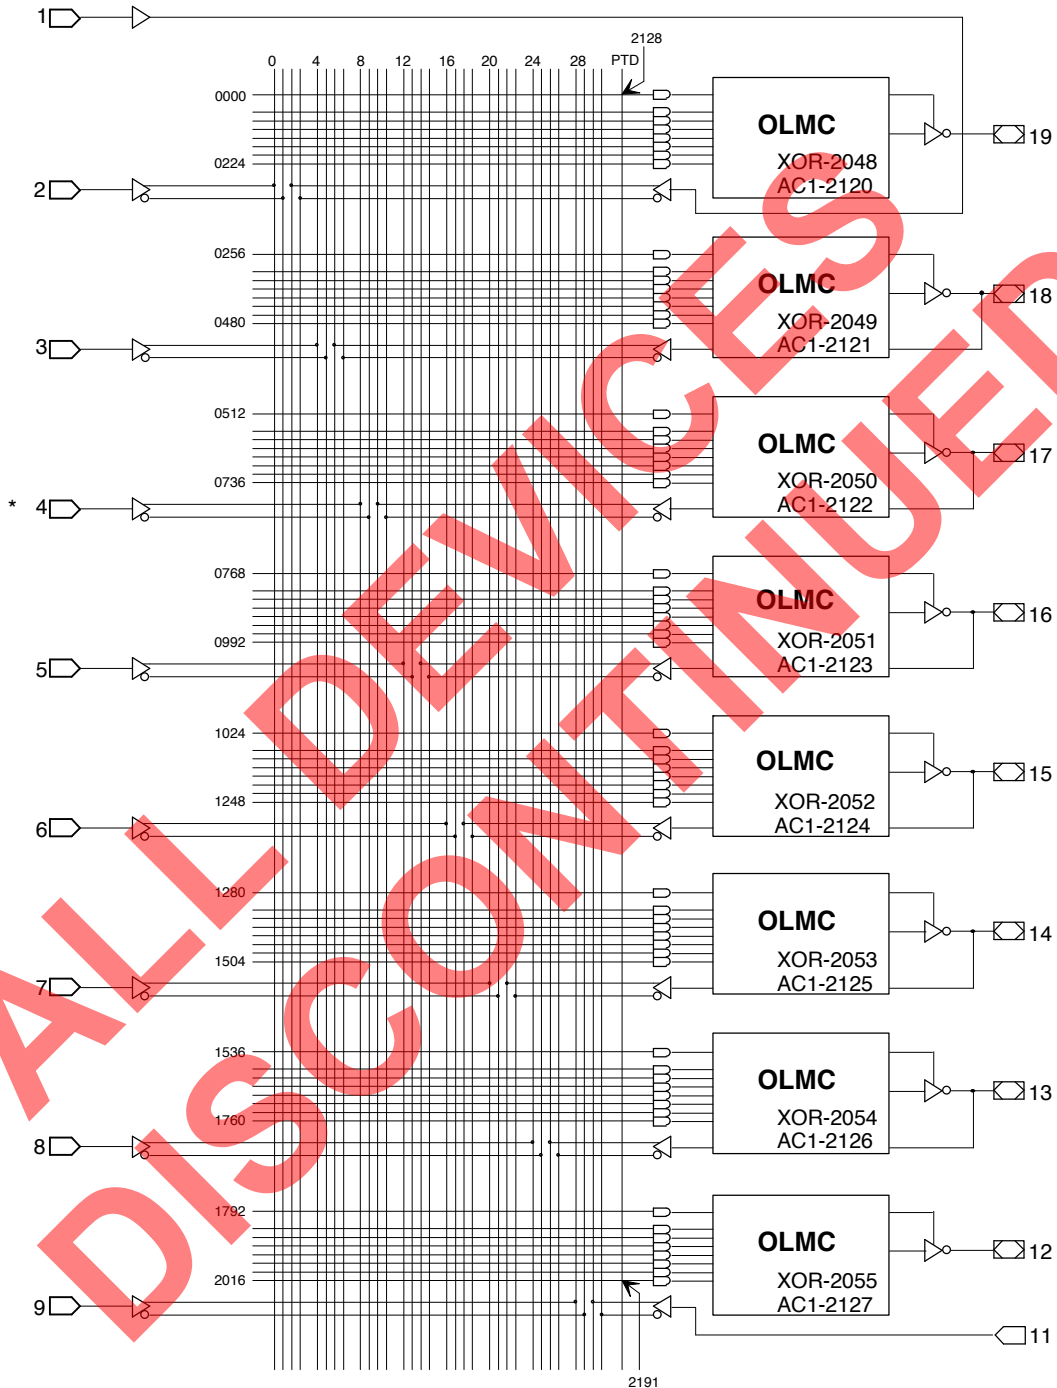 1
2128
0 4 8 12 16 20 24 28 PTD
0000
OLMC
19
XOR-2048
0224
AC1-2120
2
0256
OLMC
18
XOR-2049
0480
AC1-2121
3
0512
OLMC
17
XOR-2050
0736
AC1-2122
* 4
0768
OLMC
16
XOR-2051
0992
AC1-2123
5
1024
OLMC
15
XOR-2052
1248
AC1-2124
6
1280
OLMC
14
XOR-2053
1504
AC1-2125
7
1536
OLMC
13
XOR-2054
1760
AC1-2126
8
1792
OLMC
12
XOR-2055
2016
AC1-2127
9
11
2191
ALL DEVICES
DISCONTINUED